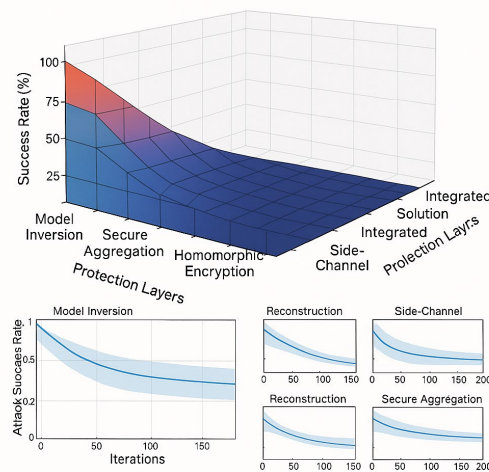 Success Rate (%)
100
75
50
25
Model
Inversion
Secure
Aggregation
Homomorphic
Encryption
Protection Layers
Side-
Channel
Integrated
Solution
Integrated
Prolection Layrs
Model Inversion
Attaok Succaes Rate
1
0.5
0.2
0
0 50 100 150
Iterations
Reconstruction
0 50 100 150
Side-Channel
0 50 100 150 200
Reconstruction
0 50 100 150
Secure Aggregation
0 50 100 150 200